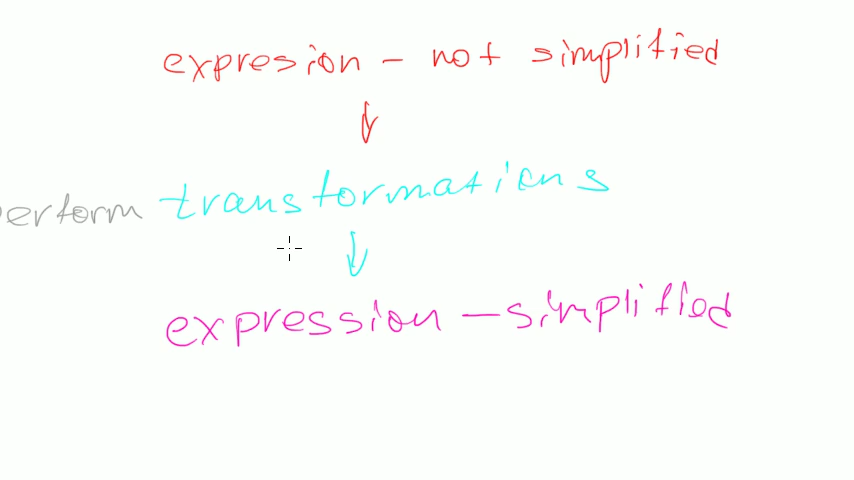 expresion - not simplified
erform transformations
expression - simplified